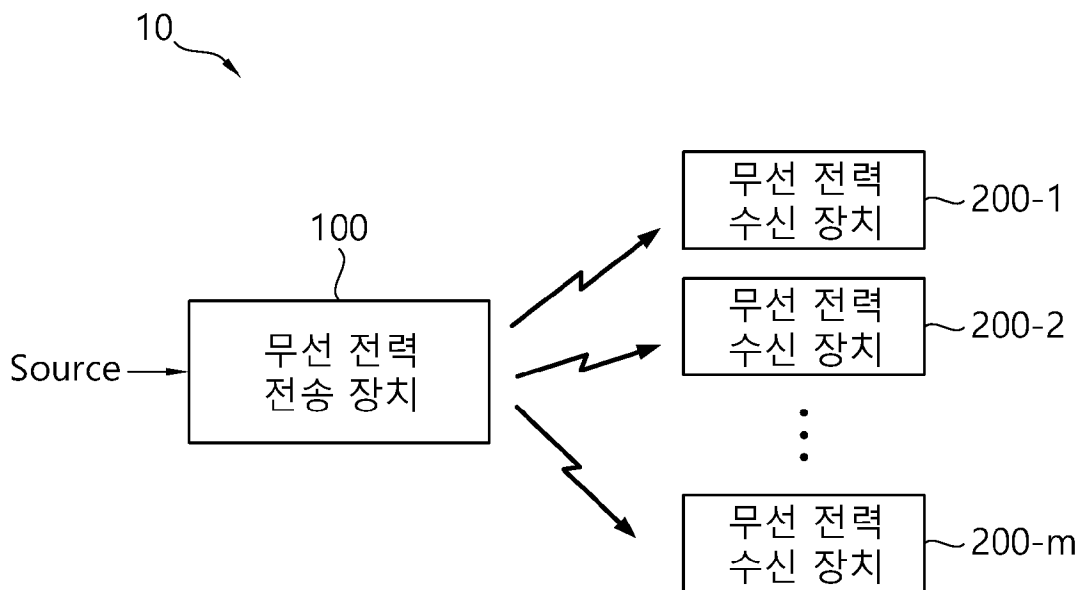 10
100
Source
무선 전력
전송 장치
무선 전력
수신 장치
200-1
무선 전력
수신 장치
200-2
무선 전력
수신 장치
200-m